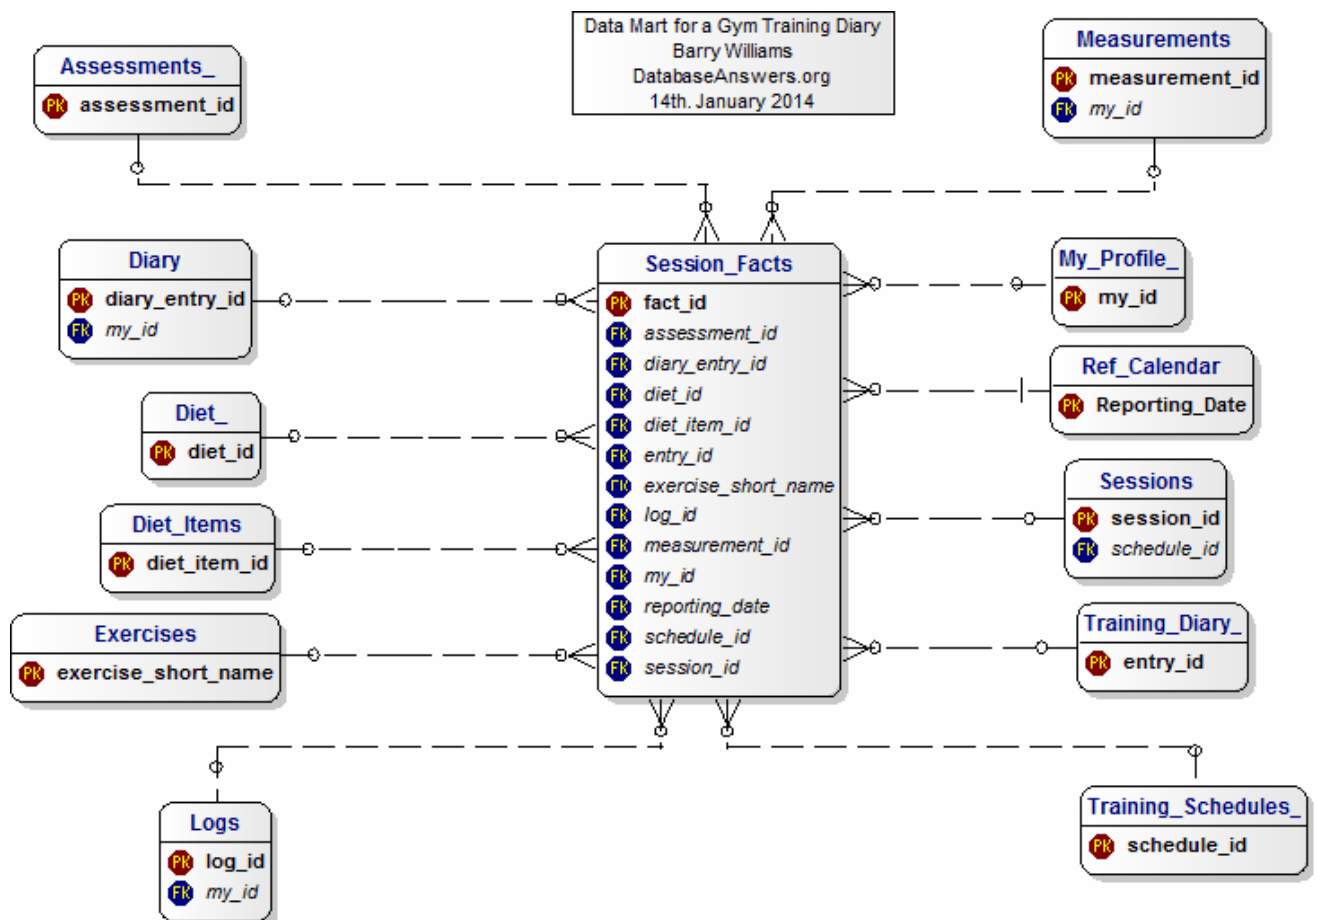 Data Mart for a Gym Training Diary
Barry Williams
DatabaseAnswers.org
14th. January 2014
Assessments_
PK assessment_id
Measurements
PK measurement_id
FK my_id
Diary
PK diary_entry_id
FK my_id
Session_Facts
PK fact_id
FK assessment_id
FK diary_entry_id
FK diet_id
FK diet_item_id
FK entry_id
FK exercise_short_name
FK log_id
FK measurement_id
FK my_id
FK reporting_date
FK schedule_id
FK session_id
My_Profile_
PK my_id
Ref_Calendar
PK Reporting_Date
Diet_
PK diet_id
Sessions
PK session_id
FK schedule_id
Diet_Items
PK diet_item_id
Exercises
PK exercise_short_name
Training_Diary_
PK entry_id
Logs
PK log_id
FK my_id
Training_Schedules_
PK schedule_id